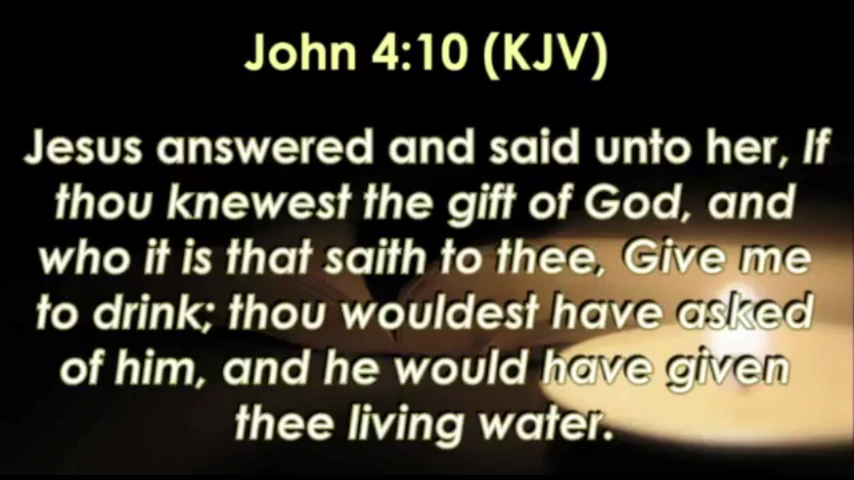 John 4:10 (KJV)
Jesus answered and said unto her, If
thou knewest the gift of God, and
who it is that saith to thee, Give me
to drink; thou wouldest have asked
of him, and he would have given
thee living water.